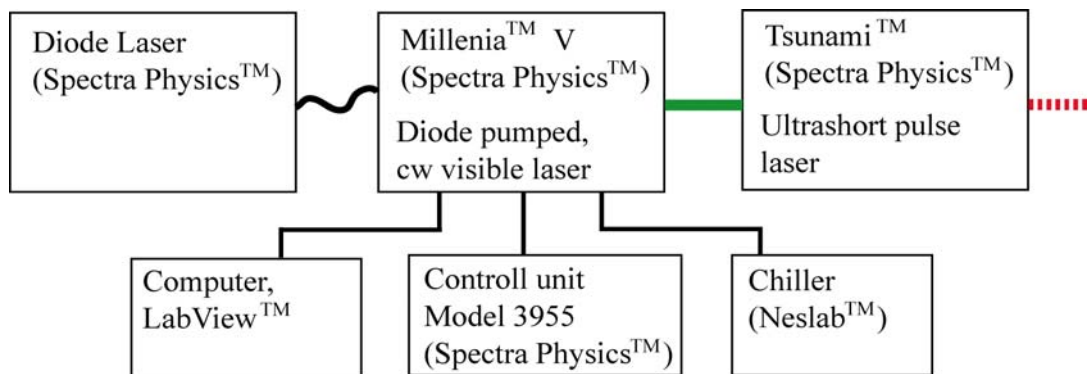 Diode Laser
(Spectra Physics™)
Millenia™ V
(Spectra Physics™)
Diode pumped,
cw visible laser
Tsunami™
(Spectra Physics™)
Ultrashort pulse
laser
Computer,
LabView™
Controll unit
Model 3955
(Spectra Physics™)
Chiller
(Neslab™)